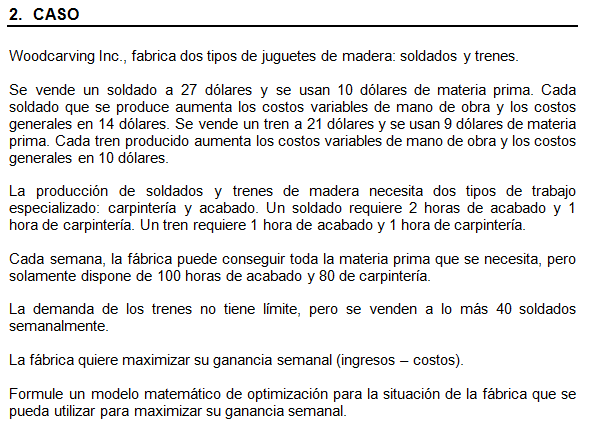 2. CASO
Woodcarving Inc., fabrica dos tipos de juguetes de madera: soldados y trenes.
Se vende un soldado a 27 dólares y se usan 10 dólares de materia prima. Cada
soldado que se produce aumenta los costos variables de mano de obra y los costos
generales en 14 dólares. Se vende un tren a 21 dólares y se usan 9 dólares de materia
prima. Cada tren producido aumenta los costos variables de mano de obra y los costos
generales en 10 dólares.
La producción de soldados y trenes de madera necesita dos tipos de trabajo
especializado: carpintería y acabado. Un soldado requiere 2 horas de acabado y 1
hora de carpintería. Un tren requiere 1 hora de acabado y 1 hora de carpintería.
Cada semana, la fábrica puede conseguir toda la materia prima que se necesita, pero
solamente dispone de 100 horas de acabado y 80 de carpintería.
La demanda de los trenes no tiene límite, pero se venden a lo más 40 soldados
semanalmente.
La fábrica quiere maximizar su ganancia semanal (ingresos – costos).
Formule un modelo matemático de optimización para la situación de la fábrica que se
pueda utilizar para maximizar su ganancia semanal.